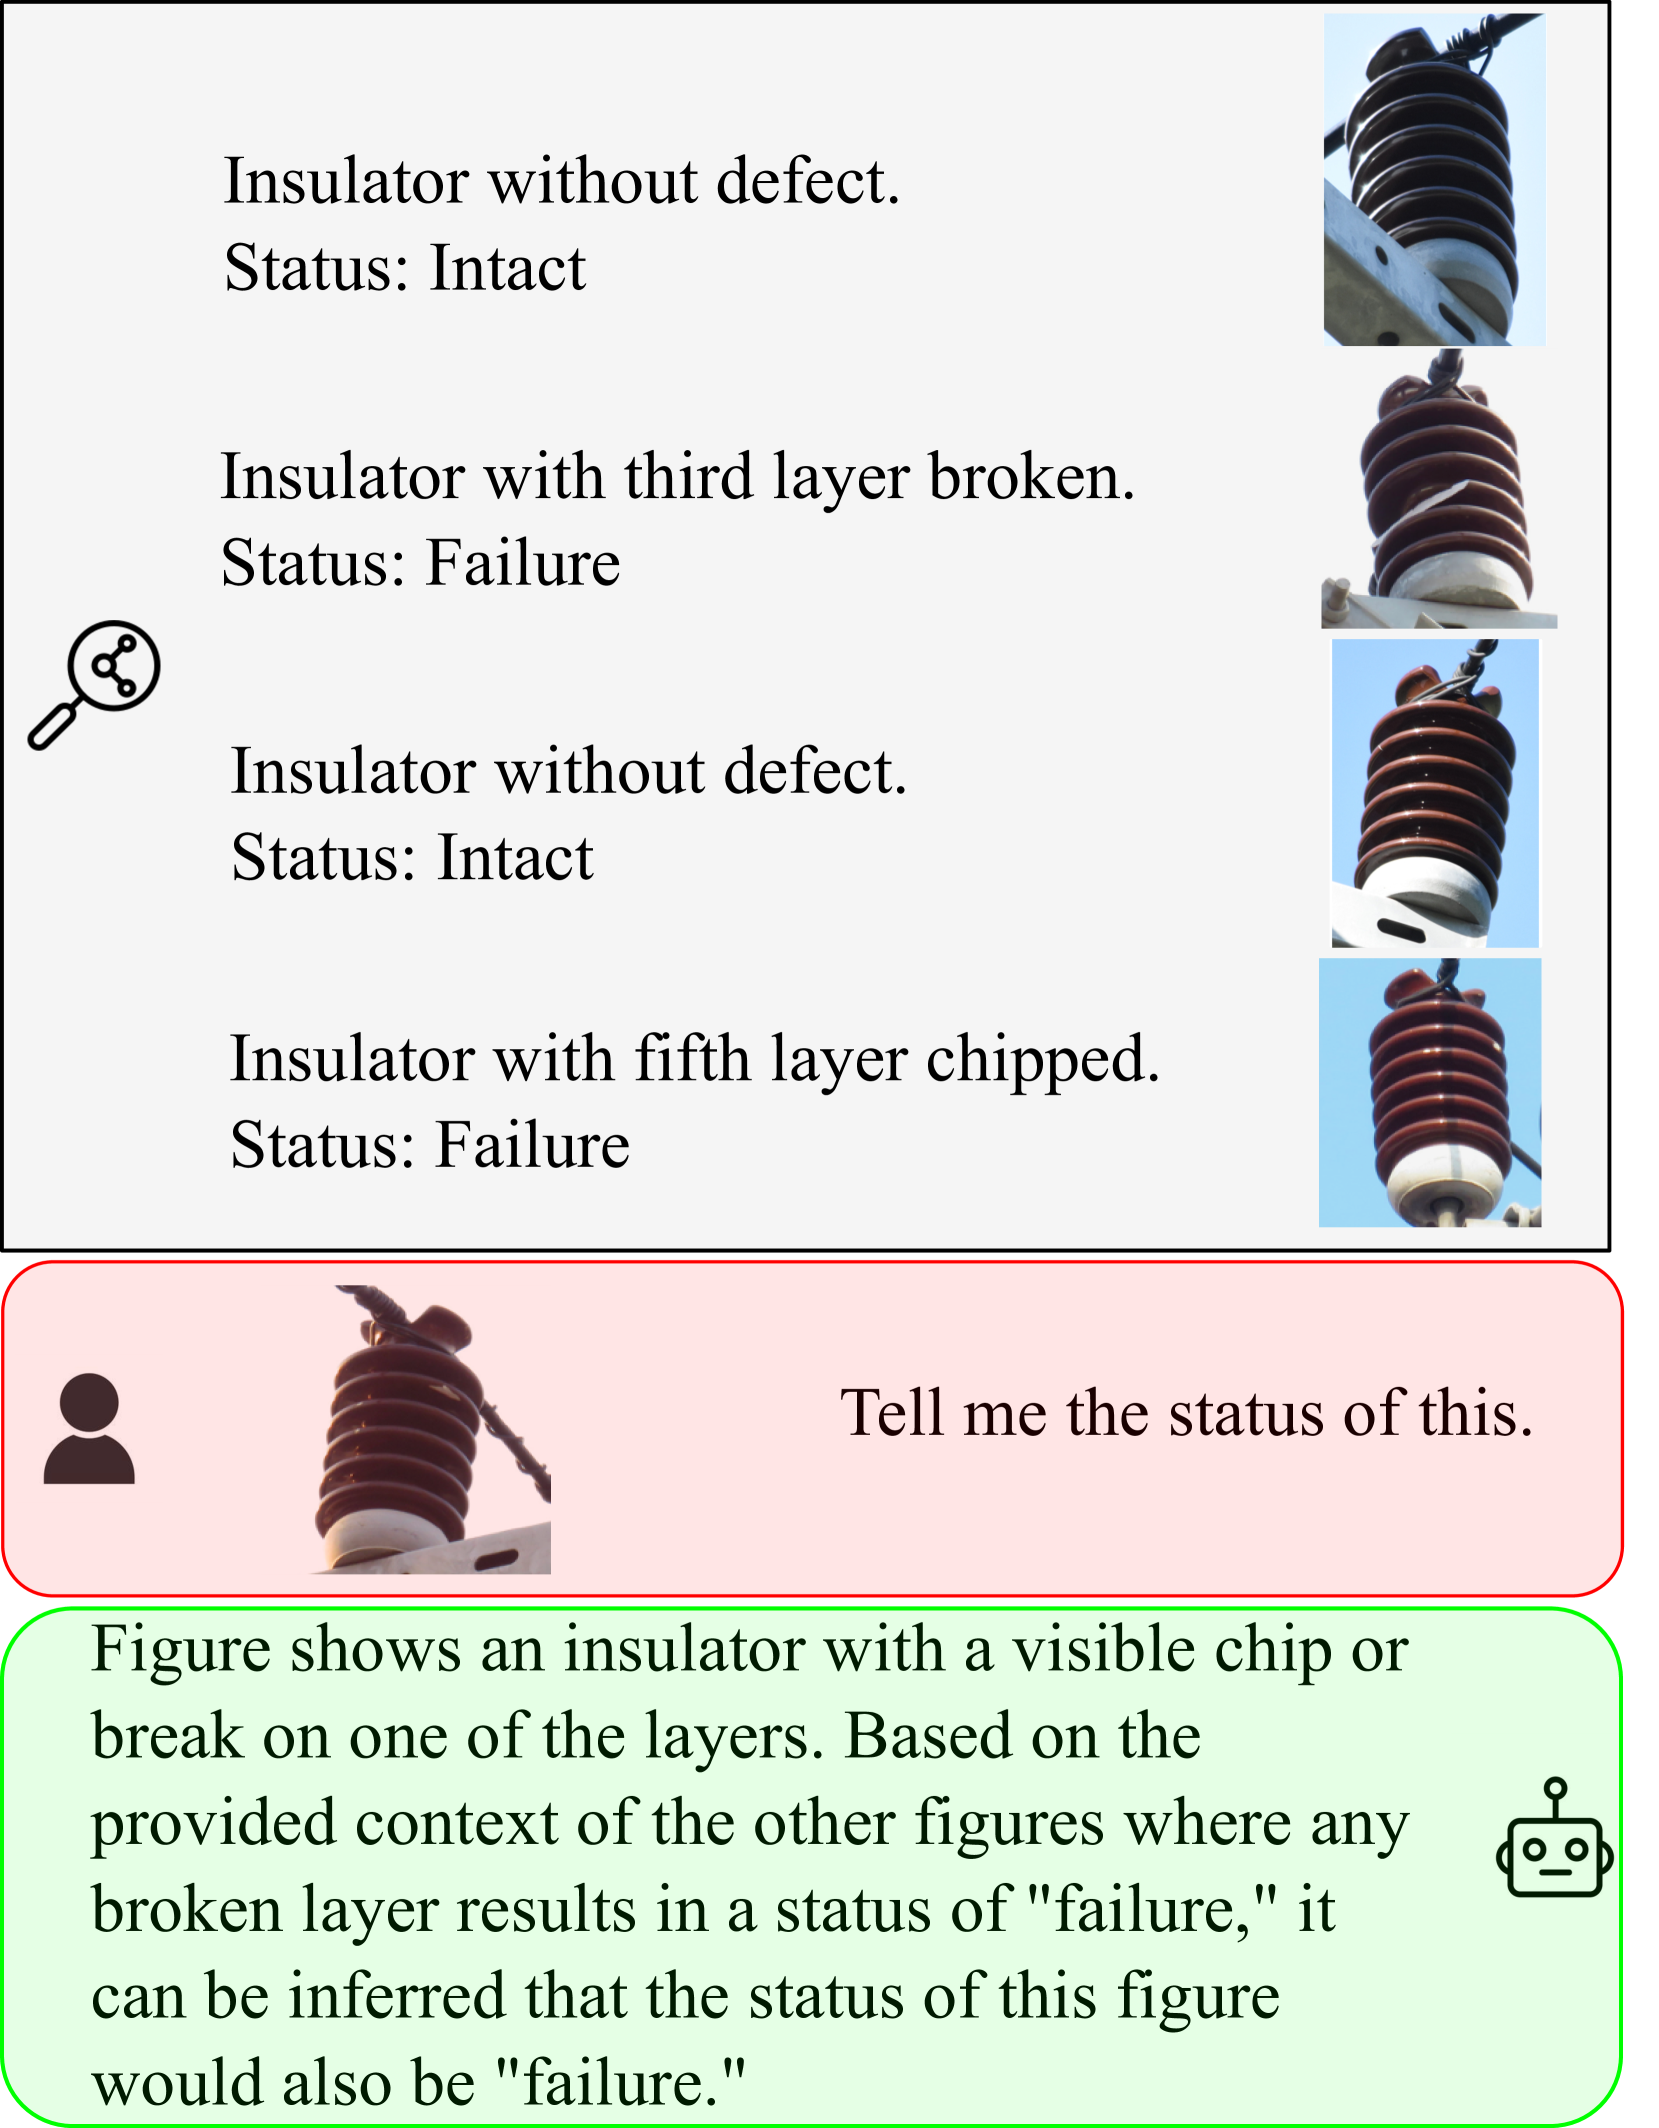 Insulator without defect.
Status: Intact
Insulator with third layer broken.
Status: Failure
Insulator without defect.
Status: Intact
Insulator with fifth layer chipped.
Status: Failure
Tell me the status of this.
Figure shows an insulator with a visible chip or
break on one of the layers. Based on the
provided context of the other figures where any
broken layer results in a status of "failure," it
can be inferred that the status of this figure
would also be "failure."